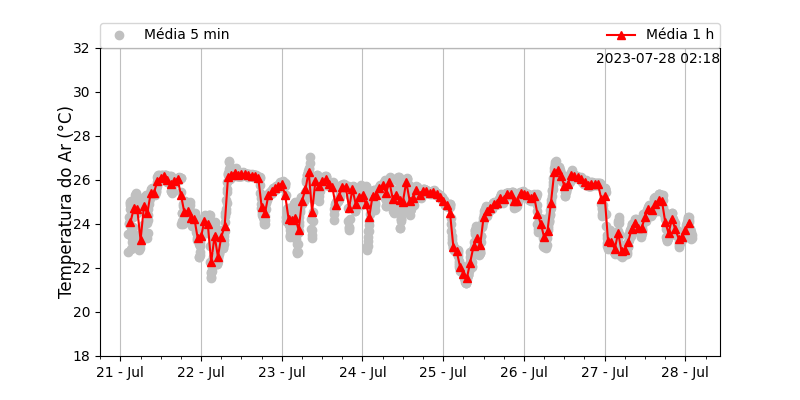 Média 5 min
Média 1 h
2023-07-28 02:18
Temperatura do Ar (°C)
32
30
28
26
24
22
20
18
21 - Jul
22 - Jul
23 - Jul
24 - Jul
25 - Jul
26 - Jul
27 - Jul
28 - Jul